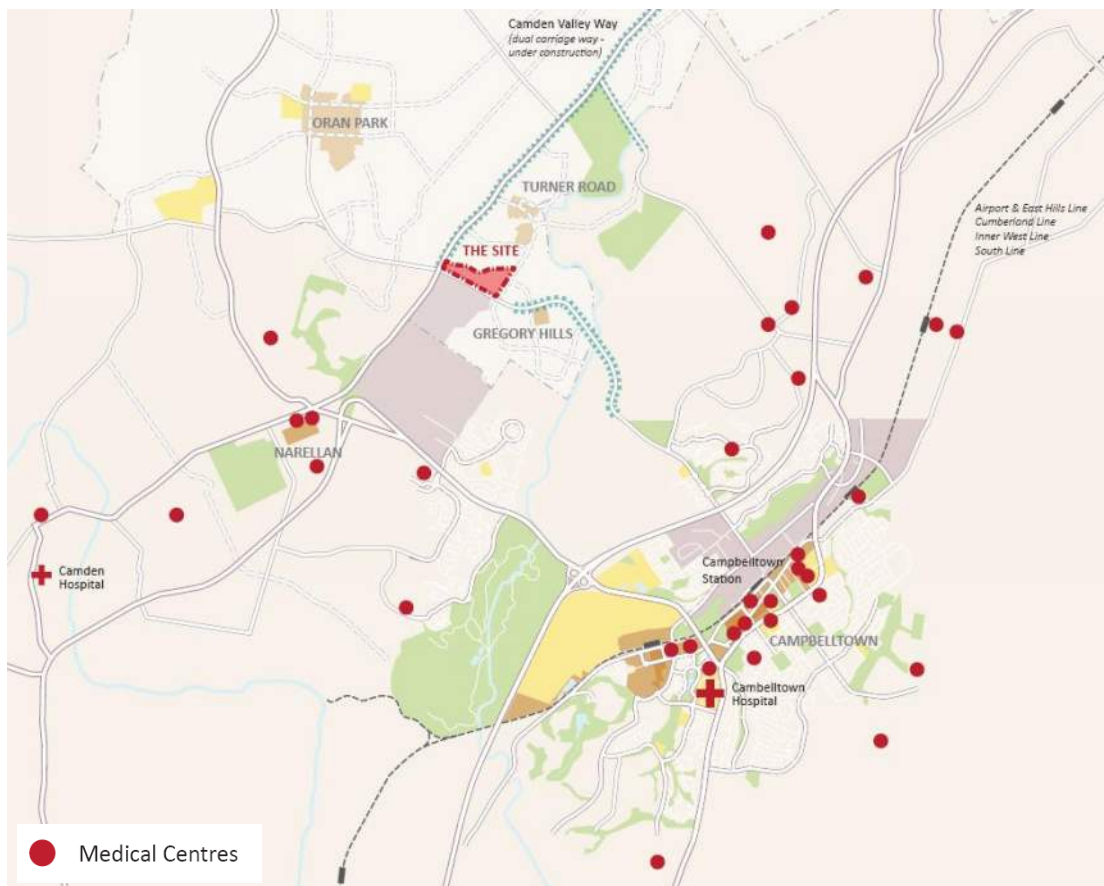 Camden Valley Way
(dual carriage way -
under construction)
ORAN PARK
TURNER ROAD
Airport & East Hills Line
Cumberland Line
Inner West Line
South Line
THE SITE
GREGORY HILLS
NARELLAN
Camden
Hospital
Campbelltown
Station
CAMPBELLTOWN
Cambelltown
Hospital
Medical Centres